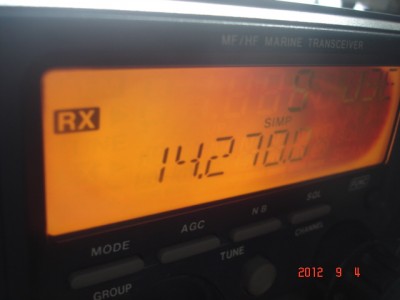 MF/HF MARINE TRANSCEIVER
RX
SIMP
14.270.0
MODE
AGC
NB
SQL
FUNC
GROUP
TUNE
CHANNEL
2012 9 4